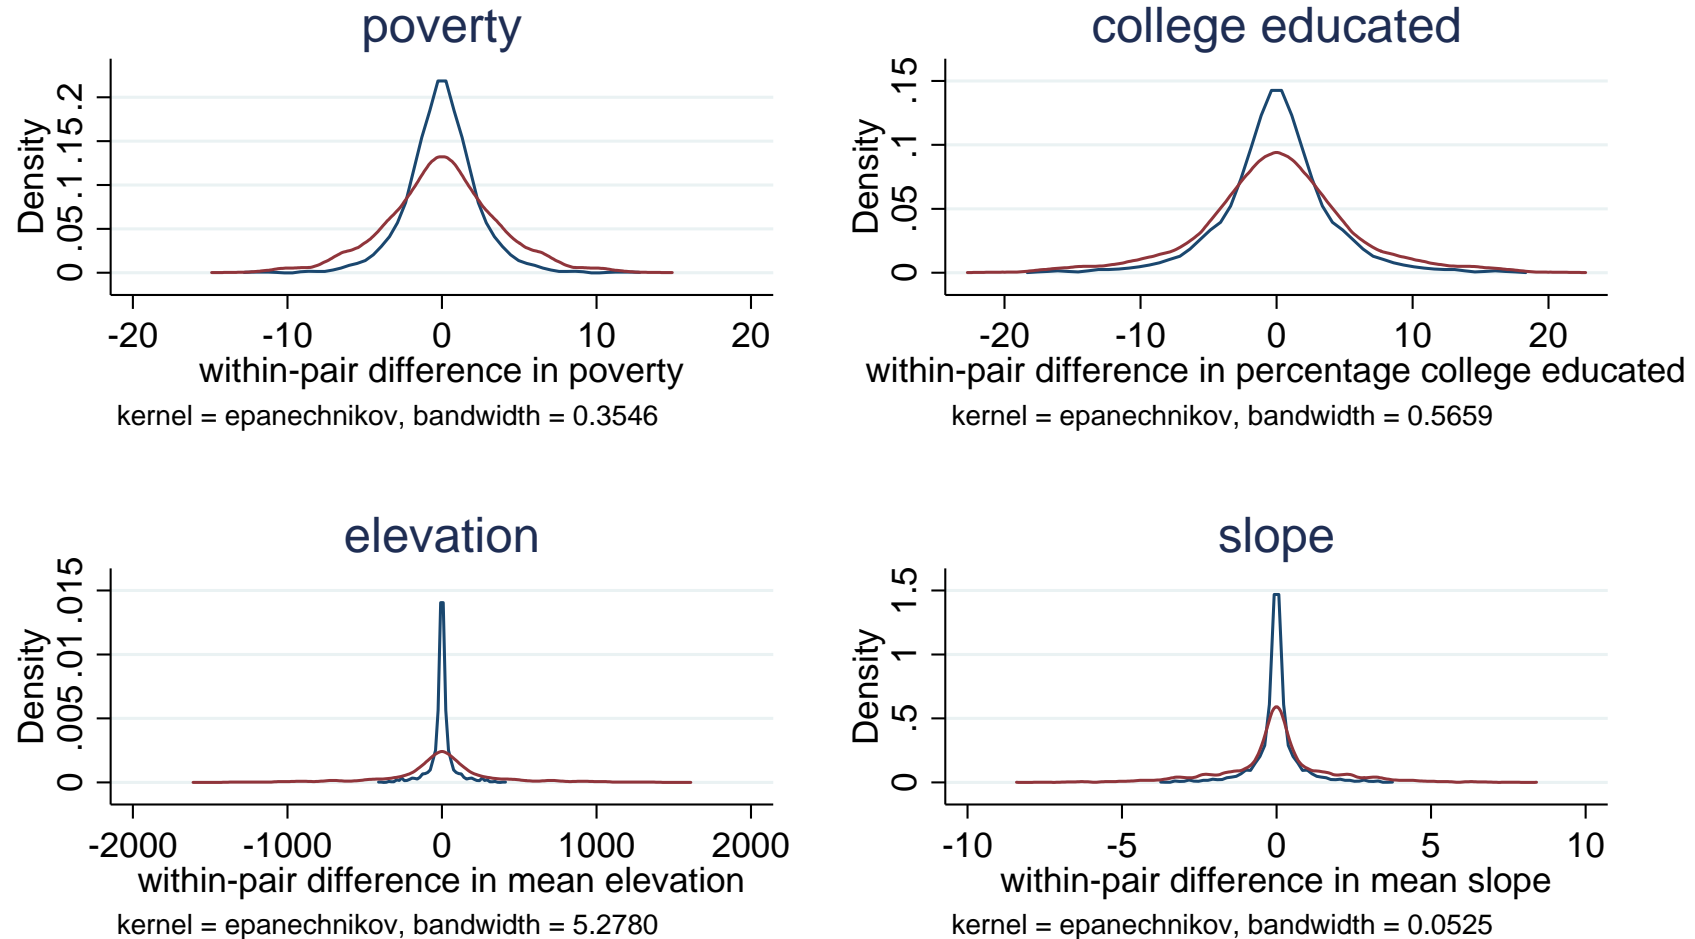 poverty
Density
0 .05 .1 .15 .2
-20 -10 0 10 20
within-pair difference in poverty
kernel = epanechnikov, bandwidth = 0.3546
college educated
Density
0 .05 .1 .15
-20 -10 0 10 20
within-pair difference in percentage college educated
kernel = epanechnikov, bandwidth = 0.5659
elevation
Density
0 .005 .01 .015
-2000 -1000 0 1000 2000
within-pair difference in mean elevation
kernel = epanechnikov, bandwidth = 5.2780
slope
Density
0 .5 1 1.5
-10 -5 0 5 10
within-pair difference in mean slope
kernel = epanechnikov, bandwidth = 0.0525